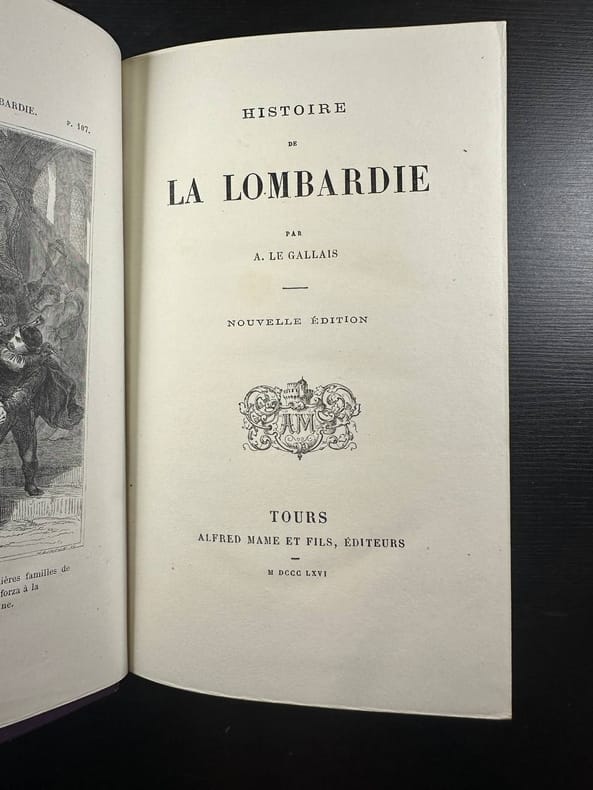 BARDIE.
P. 107.
ières familles de
forza à la
ne.
HISTOIRE
DE
LA LOMBARDIE
PAR
A. LE GALLAIS
NOUVELLE ÉDITION
AM
TOURS
ALFRED MAME ET FILS, ÉDITEURS
M DCCC LXVI